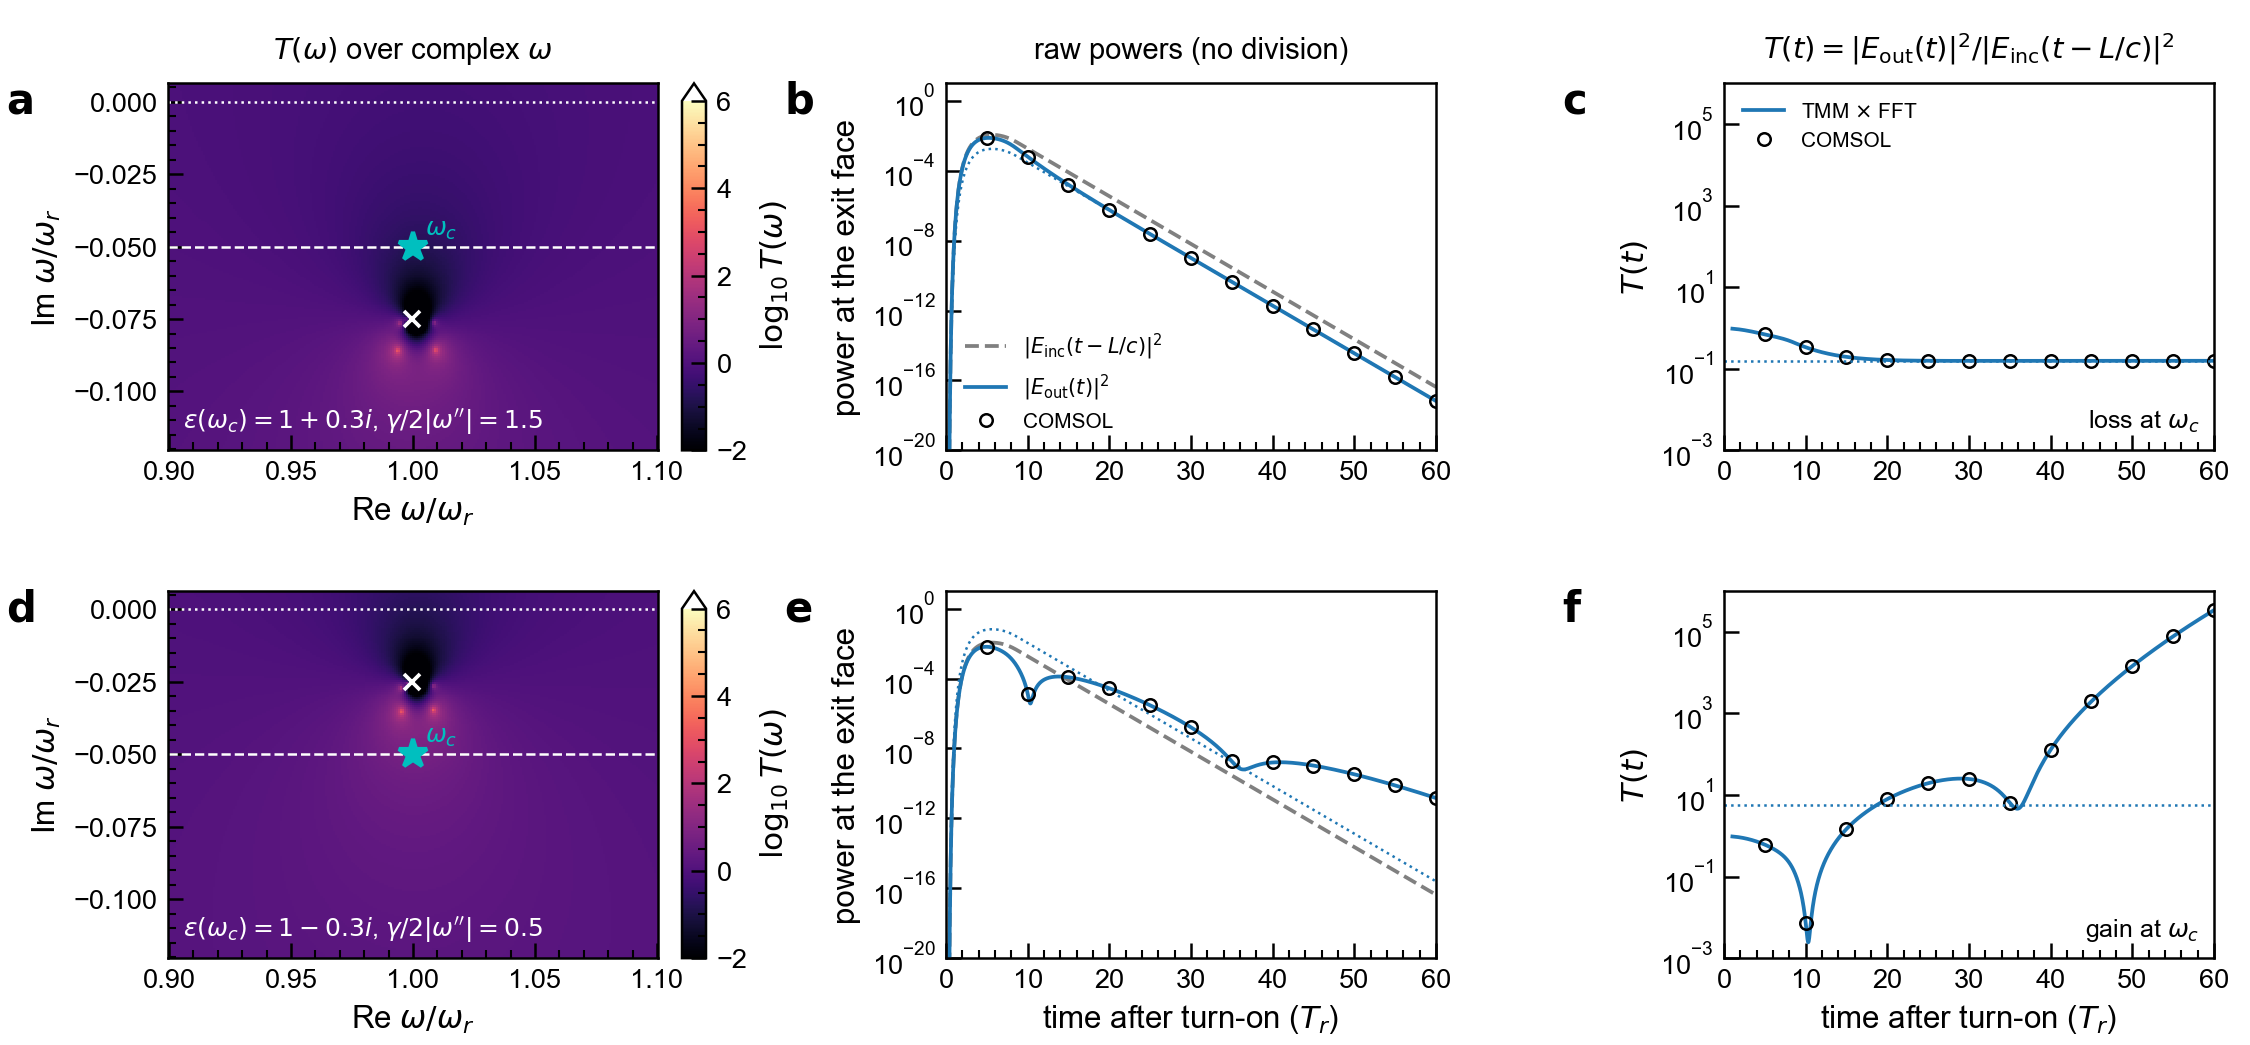 T(ω) over complex ω
a
0.000
−0.025
−0.050
−0.075
−0.100
Im ω/ω_r
ω_c
ε(ω_c) = 1 + 0.3i, γ/2|ω″| = 1.5
0.90 0.95 1.00 1.05 1.10
Re ω/ω_r
6
4
2
0
−2
log₁₀ T(ω)
raw powers (no division)
b
10⁰
10⁻⁴
10⁻⁸
10⁻¹²
10⁻¹⁶
10⁻²⁰
power at the exit face
|E_inc(t − L/c)|²
|E_out(t)|²
COMSOL
0 10 20 30 40 50 60
T(t) = |E_out(t)|²/|E_inc(t − L/c)|²
c
10⁵
10³
10¹
10⁻¹
10⁻³
T(t)
TMM × FFT
COMSOL
loss at ω_c
0 10 20 30 40 50 60
d
0.000
−0.025
−0.050
−0.075
−0.100
Im ω/ω_r
ω_c
ε(ω_c) = 1 − 0.3i, γ/2|ω″| = 0.5
0.90 0.95 1.00 1.05 1.10
Re ω/ω_r
6
4
2
0
−2
log₁₀ T(ω)
e
10⁰
10⁻⁴
10⁻⁸
10⁻¹²
10⁻¹⁶
10⁻²⁰
power at the exit face
0 10 20 30 40 50 60
time after turn-on (T_r)
f
10⁵
10³
10¹
10⁻¹
10⁻³
T(t)
gain at ω_c
0 10 20 30 40 50 60
time after turn-on (T_r)